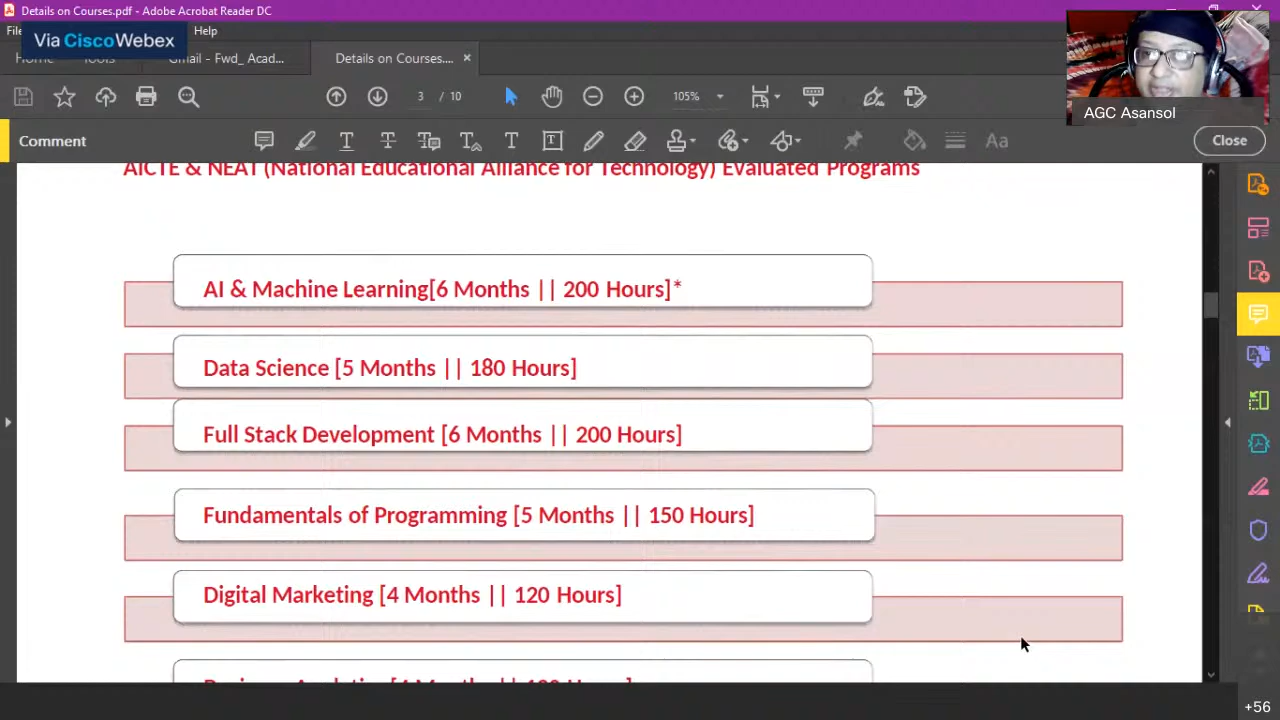 Details on Courses.pdf - Adobe Acrobat Reader DC
File Help
Via CiscoWebex
Home Tools Gmail - Fwd_ Acad... Details on Courses.... ×
3 / 10 105%
AGC Asansol
Comment
Aa
Close
AICTE & NEAT (National Educational Alliance for Technology) Evaluated Programs
AI & Machine Learning[6 Months || 200 Hours]*
Data Science [5 Months || 180 Hours]
Full Stack Development [6 Months || 200 Hours]
Fundamentals of Programming [5 Months || 150 Hours]
Digital Marketing [4 Months || 120 Hours]
+56